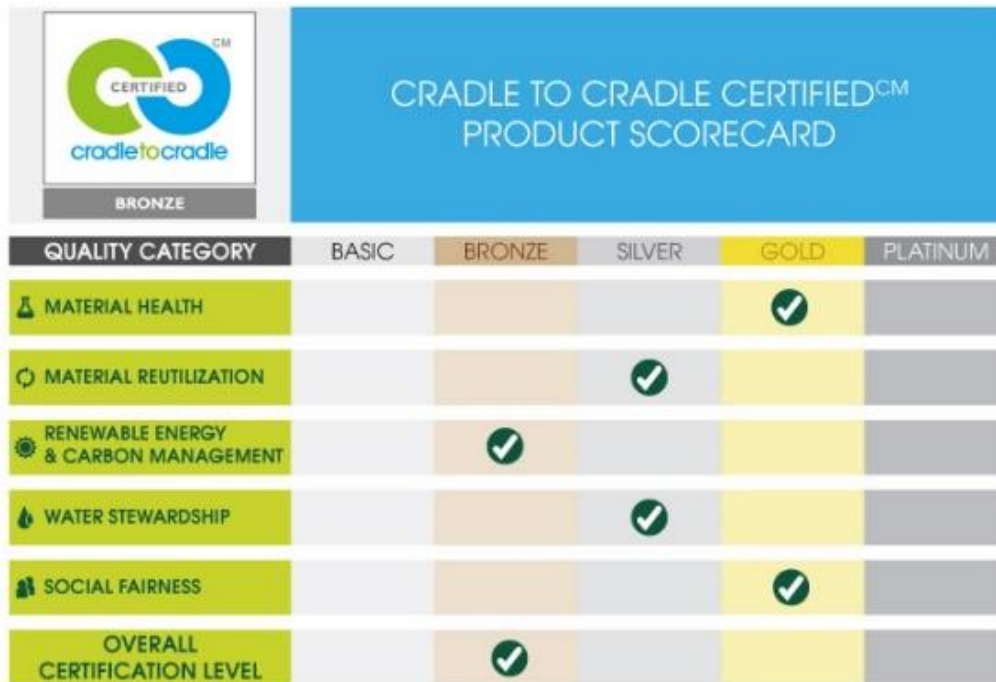 CM
CERTIFIED
cradletocradle
BRONZE
CRADLE TO CRADLE CERTIFIEDCM
PRODUCT SCORECARD
QUALITY CATEGORY BASIC BRONZE SILVER GOLD PLATINUM
MATERIAL HEALTH
MATERIAL REUTILIZATION
RENEWABLE ENERGY
& CARBON MANAGEMENT
WATER STEWARDSHIP
SOCIAL FAIRNESS
OVERALL
CERTIFICATION LEVEL